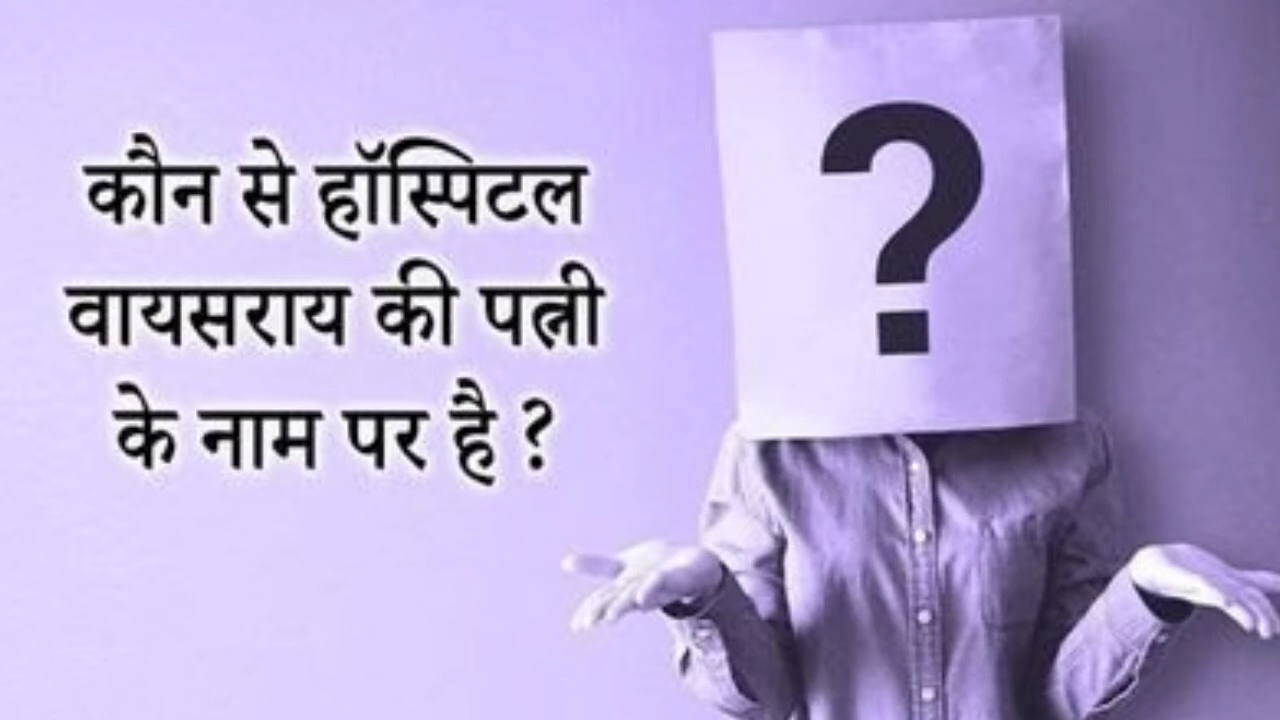 कौन से हॉस्पिटल
वायसराय की पत्नी
के नाम पर है ?
?